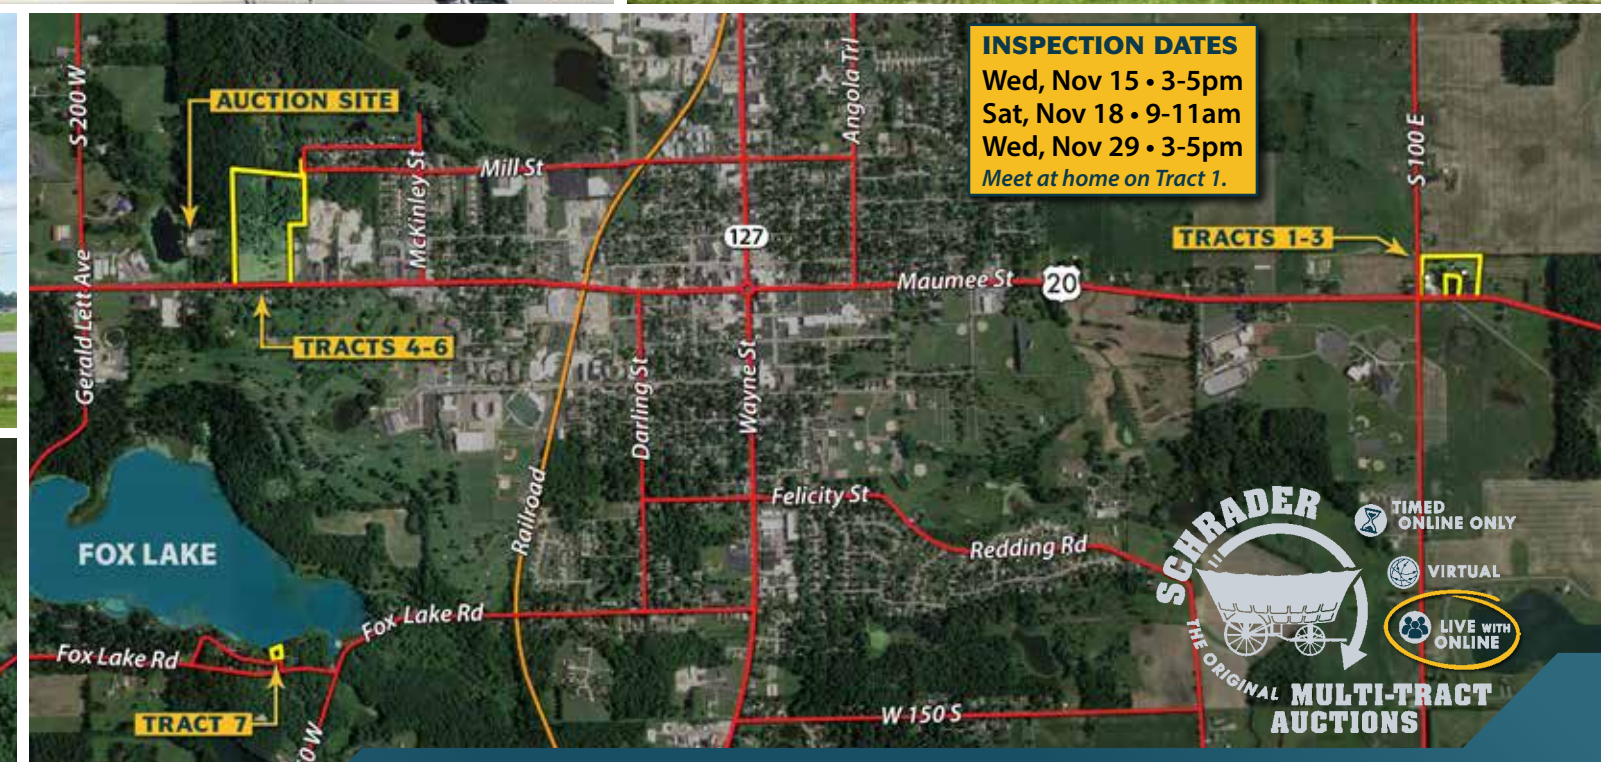 INSPECTION DATES
Wed, Nov 15 • 3-5pm
Sat, Nov 18 • 9-11am
Wed, Nov 29 • 3-5pm
Meet at home on Tract 1.
S 200 W
AUCTION SITE
Angola Trl
S 100 E
McKinley St
Mill St
127
TRACTS 1-3
Gerald Lett Ave
Maumee St
20
TRACTS 4-6
Darling St
Wayne St
Railroad
Felicity St
Redding Rd
FOX LAKE
Fox Lake Rd
Fox Lake Rd
TRACT 7
0 W
W 150 S
SCHRADER
THE ORIGINAL
MULTI-TRACT
AUCTIONS
TIMED
ONLINE ONLY
VIRTUAL
LIVE WITH
ONLINE